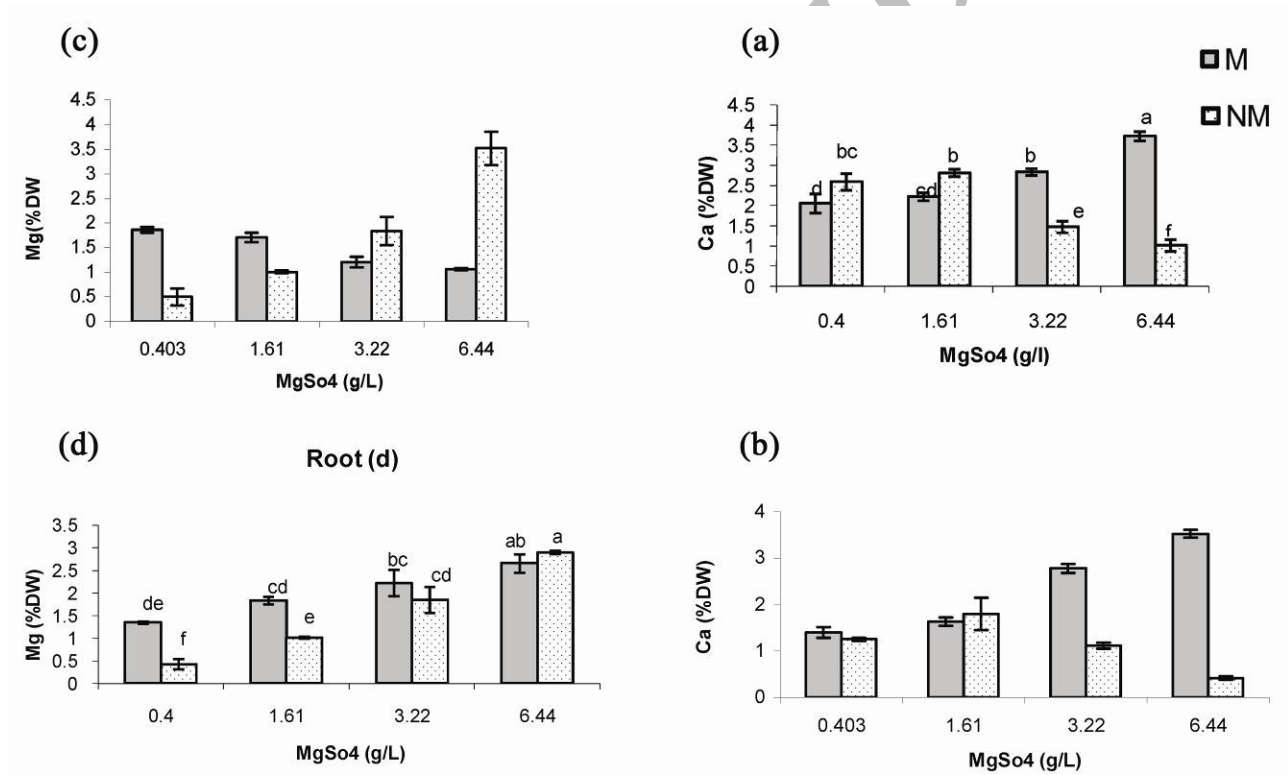 (c)
Mg(%DW
4.5
4
3.5
3
2.5
2
1.5
1
0.5
0
0.403 1.61 3.22 6.44
MgSo4 (g/L)
(a)
M
NM
Ca (%DW)
4.5
4
3.5
3
2.5
2
1.5
1
0.5
0
d bc cd b b e a f
0.4 1.61 3.22 6.44
MgSo4 (g/l)
(d)
Root (d)
Mg (%DW)
3.5
3
2.5
2
1.5
1
0.5
0
de f cd e bc cd ab a
0.4 1.61 3.22 6.44
MgSo4 (g/L)
(b)
Ca (%DW)
4
3
2
1
0
0.403 1.61 3.22 6.44
MgSo4 (g/L)